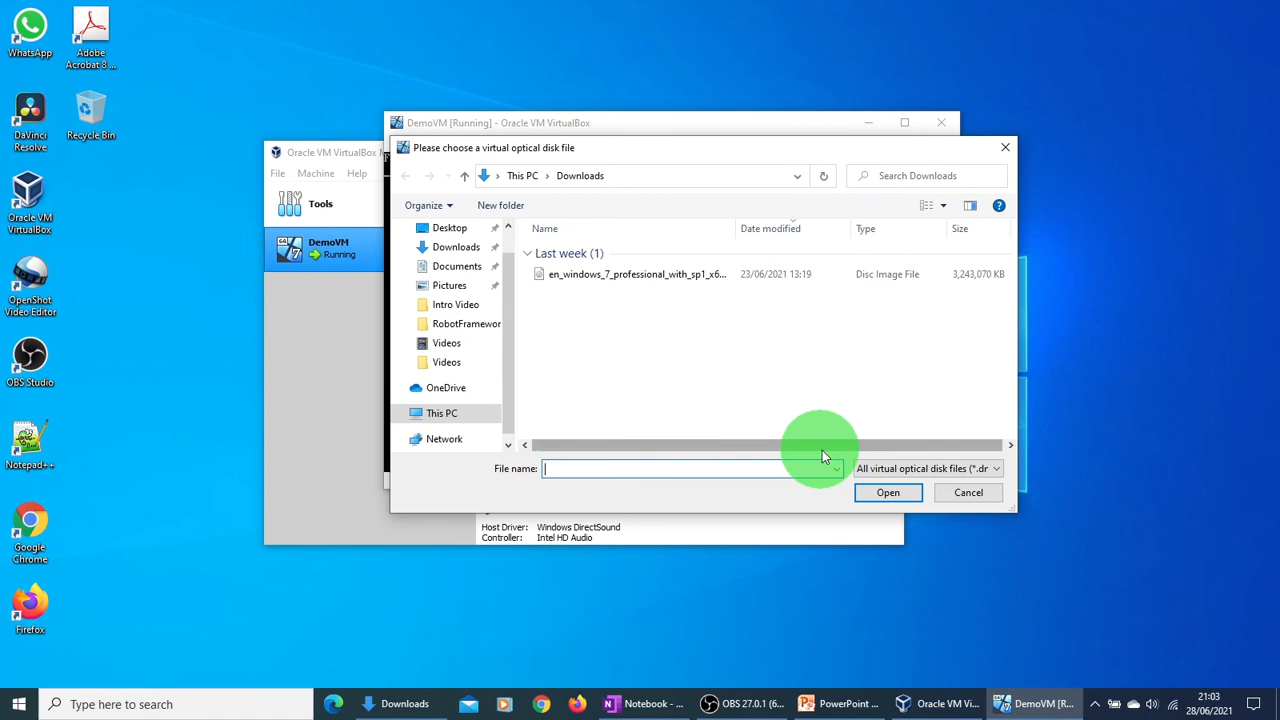 WhatsApp
Adobe
Acrobat 8 ...
DaVinci
Resolve
Recycle Bin
Oracle VM
VirtualBox
OpenShot
Video Editor
OBS Studio
Notepad++
Google
Chrome
Firefox
Oracle VM VirtualBox
File Machine Help
Tools
DemoVM
Running
DemoVM [Running] - Oracle VM VirtualBox
Please choose a virtual optical disk file
This PC > Downloads
Search Downloads
Organize
New folder
Desktop
Downloads
Documents
Pictures
Intro Video
RobotFramewor
Videos
Videos
OneDrive
This PC
Network
Name Date modified Type Size
Last week (1)
en_windows_7_professional_with_sp1_x6... 23/06/2021 13:19 Disc Image File 3,243,070 KB
File name:
All virtual optical disk files (*.dr
Open
Cancel
Host Driver: Windows DirectSound
Controller: Intel HD Audio
Type here to search
Downloads
Notebook - ...
OBS 27.0.1 (6...
PowerPoint ...
Oracle VM Vi...
DemoVM [R...
21:03
28/06/2021